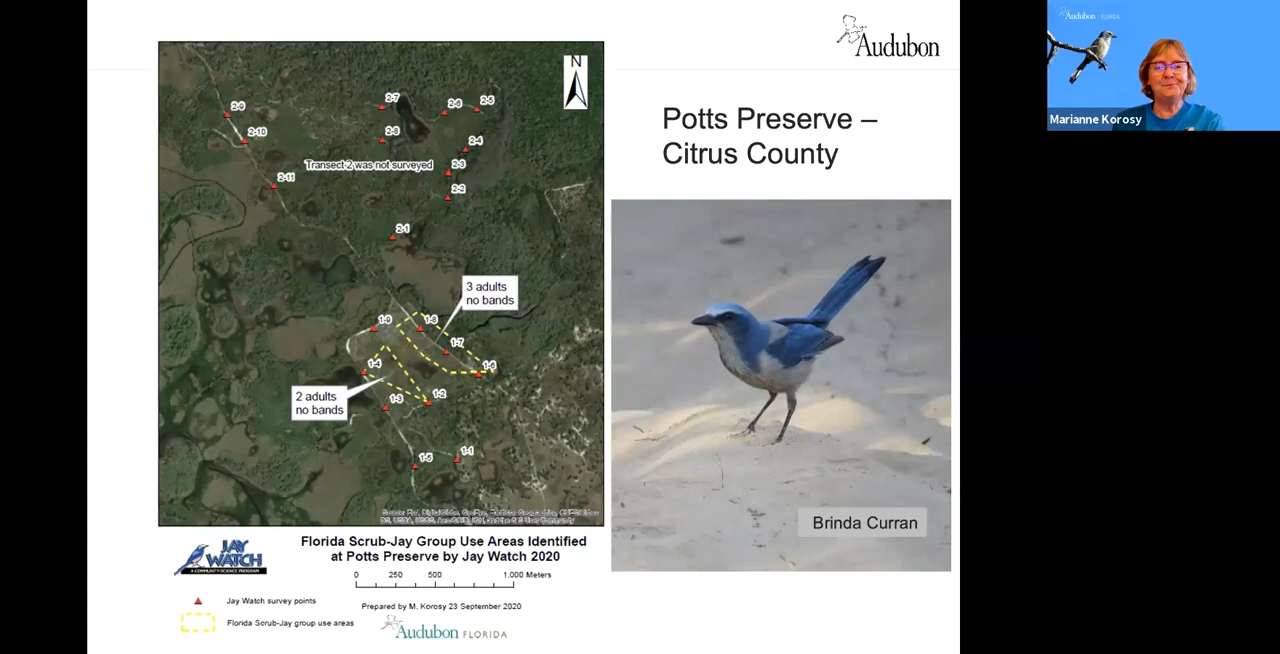 Audubon
Potts Preserve –
Citrus County
N
2-9
2-10
2-11
2-7
2-8
2-6
2-5
2-4
2-3
2-2
Transect 2 was not surveyed
2-1
3 adults
no bands
1-9
1-8
1-7
1-6
1-4
2 adults
no bands
1-3
1-2
1-5
1-1
Brinda Curran
JAY
WATCH
A COMMUNITY SCIENCE PROGRAM
Florida Scrub-Jay Group Use Areas Identified
at Potts Preserve by Jay Watch 2020
0 250 500 1,000 Meters
Jay Watch survey points
Florida Scrub-Jay group use areas
Prepared by M. Korosy 23 September 2020
Audubon FLORIDA
Audubon FLORIDA
Marianne Korosy